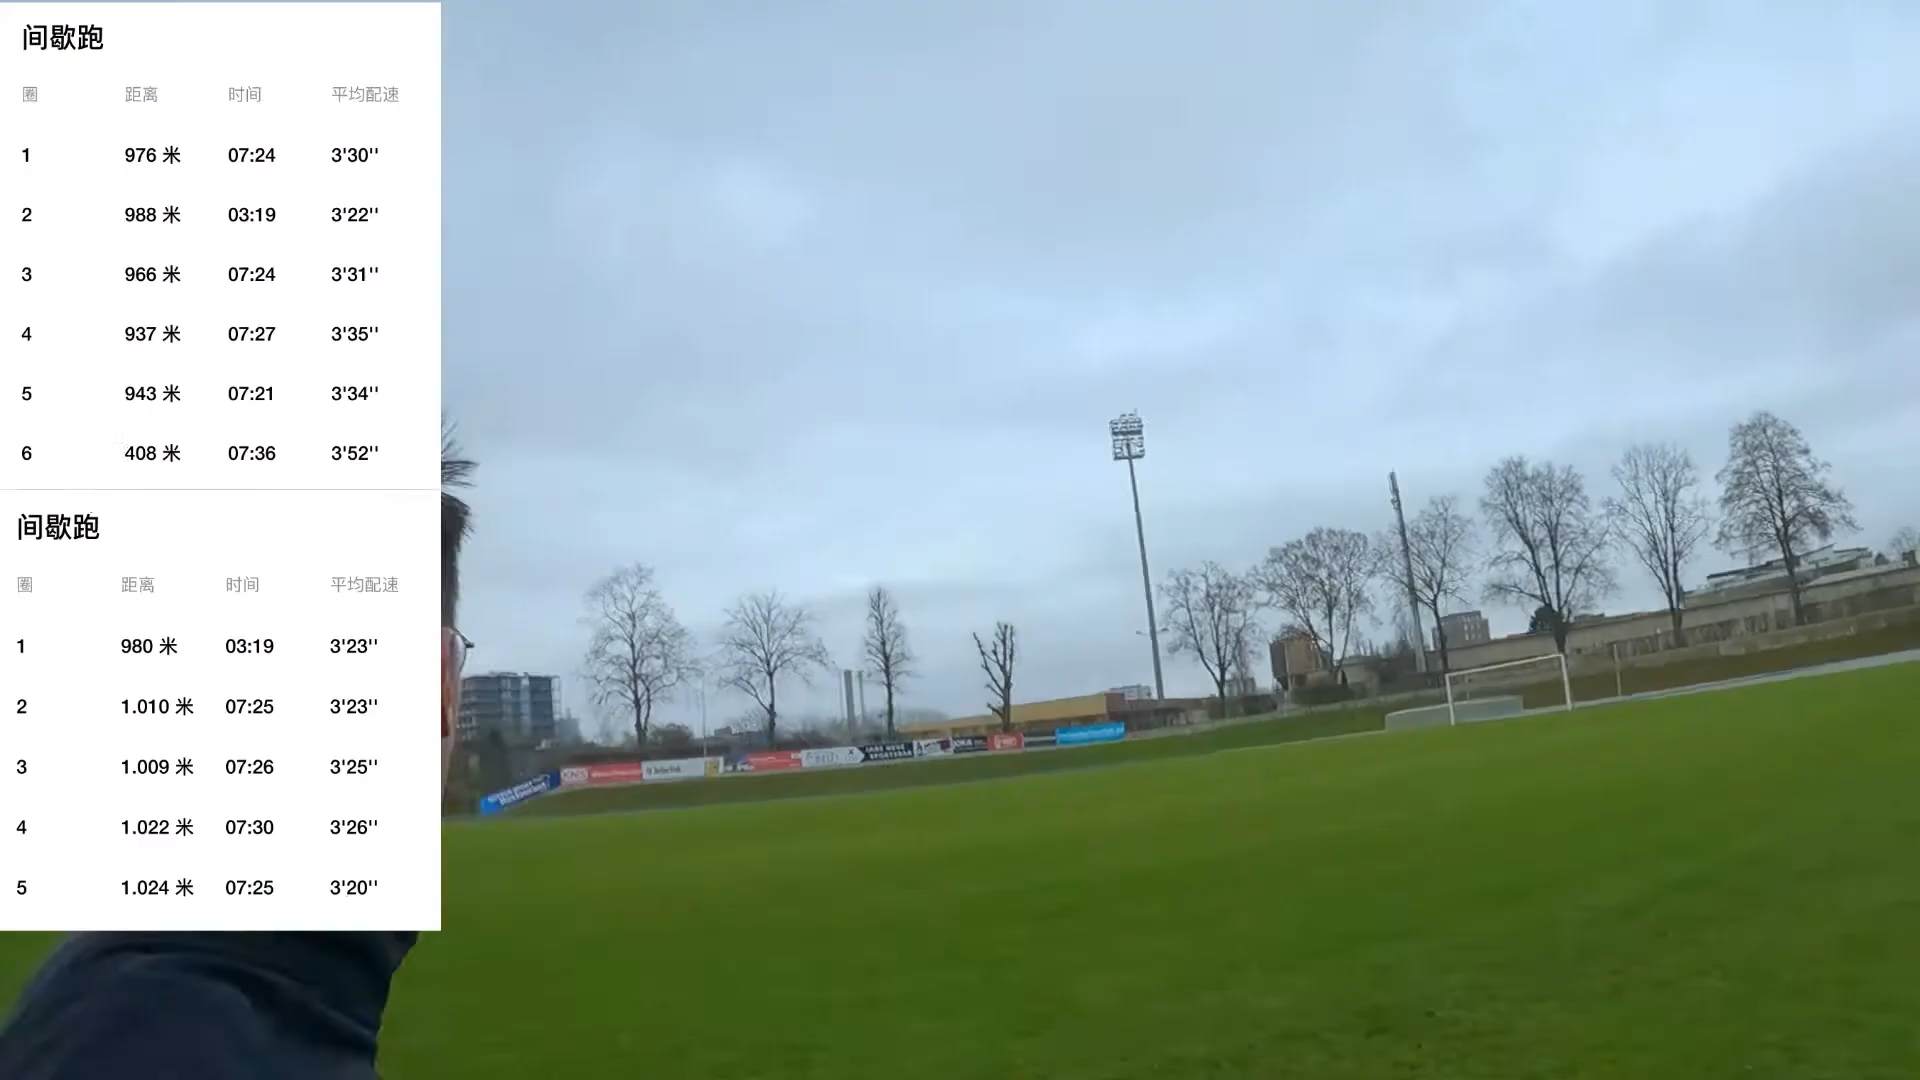 间歇跑
圈 距离 时间 平均配速
1 976 米 07:24 3'30''
2 988 米 03:19 3'22''
3 966 米 07:24 3'31''
4 937 米 07:27 3'35''
5 943 米 07:21 3'34''
6 408 米 07:36 3'52''
间歇跑
圈 距离 时间 平均配速
1 980 米 03:19 3'23''
2 1.010 米 07:25 3'23''
3 1.009 米 07:26 3'25''
4 1.022 米 07:30 3'26''
5 1.024 米 07:25 3'20''